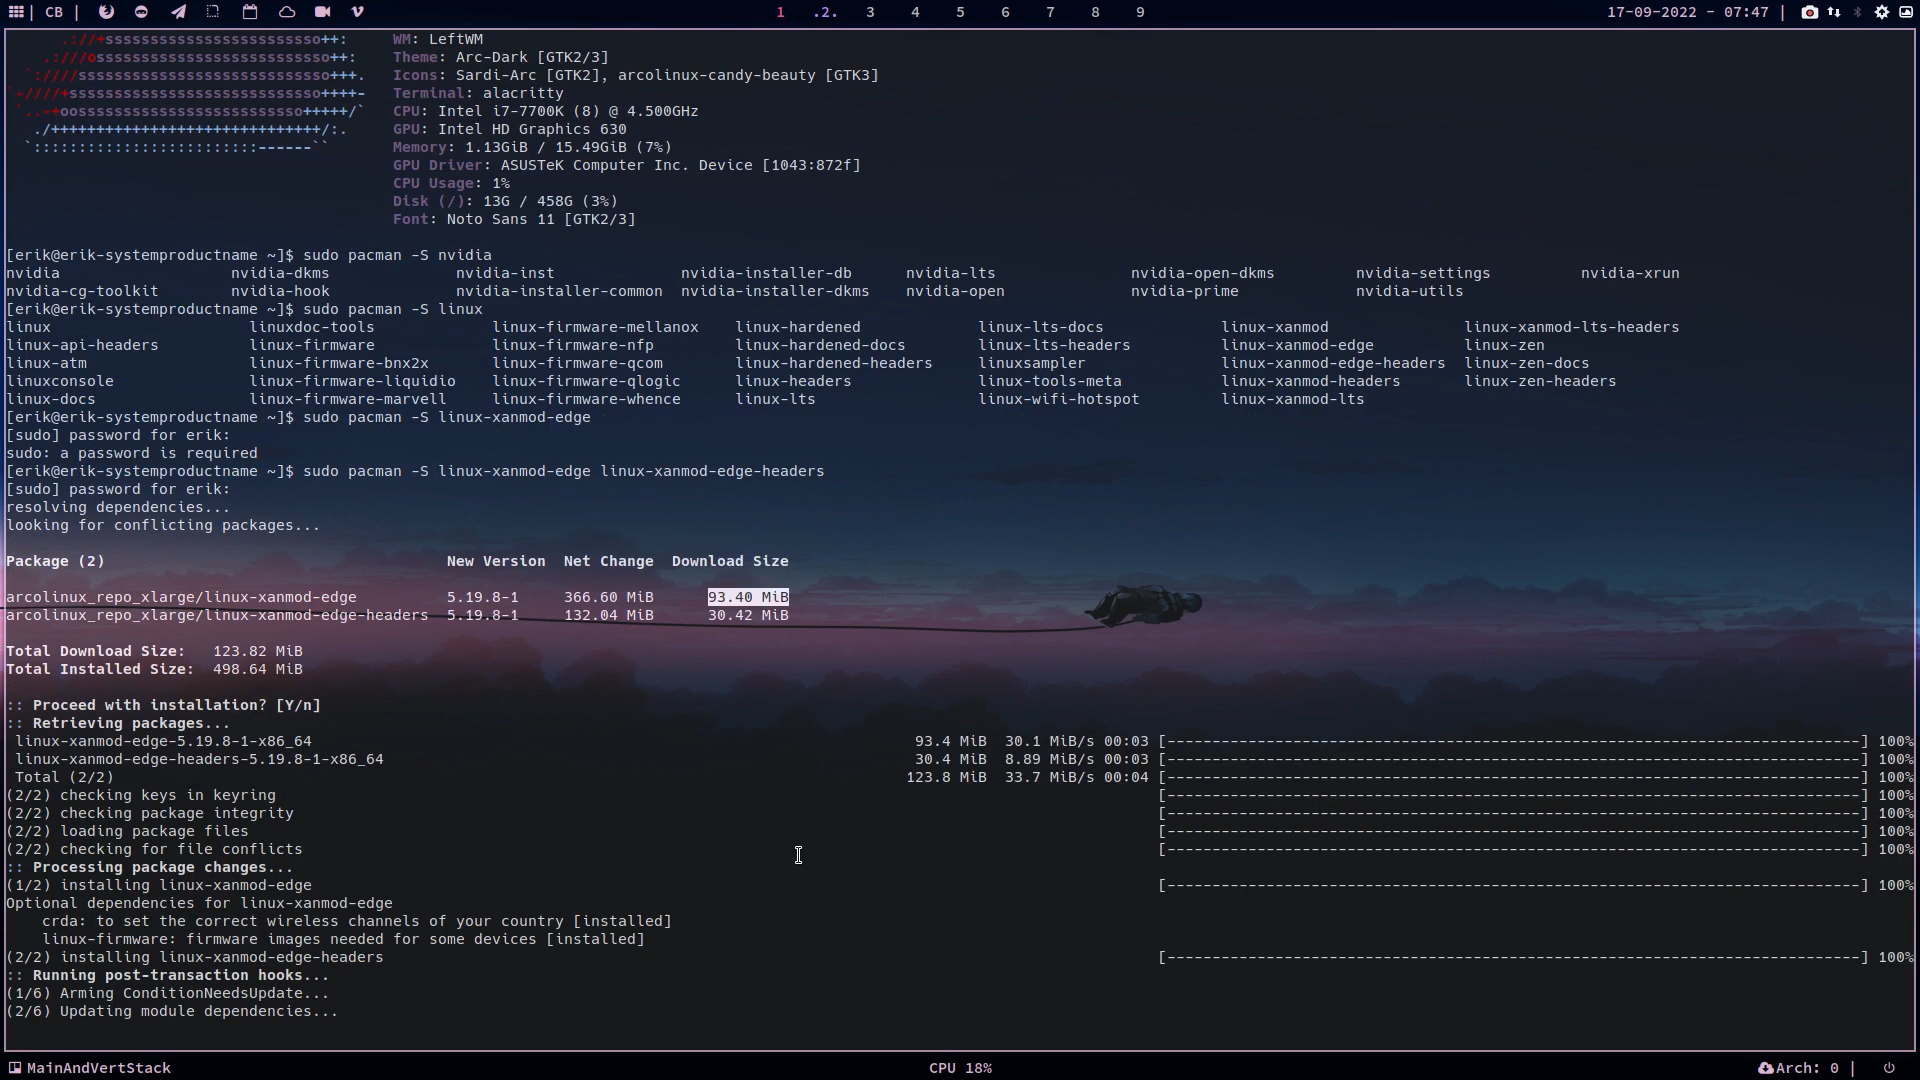 CB 1 .2. 3 4 5 6 7 8 9 17-09-2022 - 07:47
.://+ssssssssssssssssssssssssso++: WM: LeftWM
.:///ossssssssssssssssssssssssso++: Theme: Arc-Dark [GTK2/3]
`:////ssssssssssssssssssssssssssso+++. Icons: Sardi-Arc [GTK2], arcolinux-candy-beauty [GTK3]
`-////+ssssssssssssssssssssssssssso++++- Terminal: alacritty
`..-+oosssssssssssssssssssssssso+++++/` CPU: Intel i7-7700K (8) @ 4.500GHz
./++++++++++++++++++++++++++++++/:. GPU: Intel HD Graphics 630
`:::::::::::::::::::::::::------`` Memory: 1.13GiB / 15.49GiB (7%)
GPU Driver: ASUSTeK Computer Inc. Device [1043:872f]
CPU Usage: 1%
Disk (/): 13G / 458G (3%)
Font: Noto Sans 11 [GTK2/3]
[erik@erik-systemproductname ~]$ sudo pacman -S nvidia
nvidia nvidia-dkms nvidia-inst nvidia-installer-db nvidia-lts nvidia-open-dkms nvidia-settings nvidia-xrun
nvidia-cg-toolkit nvidia-hook nvidia-installer-common nvidia-installer-dkms nvidia-open nvidia-prime nvidia-utils
[erik@erik-systemproductname ~]$ sudo pacman -S linux
linux linuxdoc-tools linux-firmware-mellanox linux-hardened linux-lts-docs linux-xanmod linux-xanmod-lts-headers
linux-api-headers linux-firmware linux-firmware-nfp linux-hardened-docs linux-lts-headers linux-xanmod-edge linux-zen
linux-atm linux-firmware-bnx2x linux-firmware-qcom linux-hardened-headers linuxsampler linux-xanmod-edge-headers linux-zen-docs
linuxconsole linux-firmware-liquidio linux-firmware-qlogic linux-headers linux-tools-meta linux-xanmod-headers linux-zen-headers
linux-docs linux-firmware-marvell linux-firmware-whence linux-lts linux-wifi-hotspot linux-xanmod-lts
[erik@erik-systemproductname ~]$ sudo pacman -S linux-xanmod-edge
[sudo] password for erik:
sudo: a password is required
[erik@erik-systemproductname ~]$ sudo pacman -S linux-xanmod-edge linux-xanmod-edge-headers
[sudo] password for erik:
resolving dependencies...
looking for conflicting packages...
Package (2) New Version Net Change Download Size
arcolinux_repo_xlarge/linux-xanmod-edge 5.19.8-1 366.60 MiB 93.40 MiB
arcolinux_repo_xlarge/linux-xanmod-edge-headers 5.19.8-1 132.04 MiB 30.42 MiB
Total Download Size: 123.82 MiB
Total Installed Size: 498.64 MiB
:: Proceed with installation? [Y/n]
:: Retrieving packages...
linux-xanmod-edge-5.19.8-1-x86_64 93.4 MiB 30.1 MiB/s 00:03 [-----------------------------------------------------------------------------] 100%
linux-xanmod-edge-headers-5.19.8-1-x86_64 30.4 MiB 8.89 MiB/s 00:03 [-----------------------------------------------------------------------------] 100%
Total (2/2) 123.8 MiB 33.7 MiB/s 00:04 [-----------------------------------------------------------------------------] 100%
(2/2) checking keys in keyring [-----------------------------------------------------------------------------] 100%
(2/2) checking package integrity [-----------------------------------------------------------------------------] 100%
(2/2) loading package files [-----------------------------------------------------------------------------] 100%
(2/2) checking for file conflicts [-----------------------------------------------------------------------------] 100%
:: Processing package changes...
(1/2) installing linux-xanmod-edge [-----------------------------------------------------------------------------] 100%
Optional dependencies for linux-xanmod-edge
crda: to set the correct wireless channels of your country [installed]
linux-firmware: firmware images needed for some devices [installed]
(2/2) installing linux-xanmod-edge-headers [-----------------------------------------------------------------------------] 100%
:: Running post-transaction hooks...
(1/6) Arming ConditionNeedsUpdate...
(2/6) Updating module dependencies...
MainAndVertStack CPU 18% Arch: 0